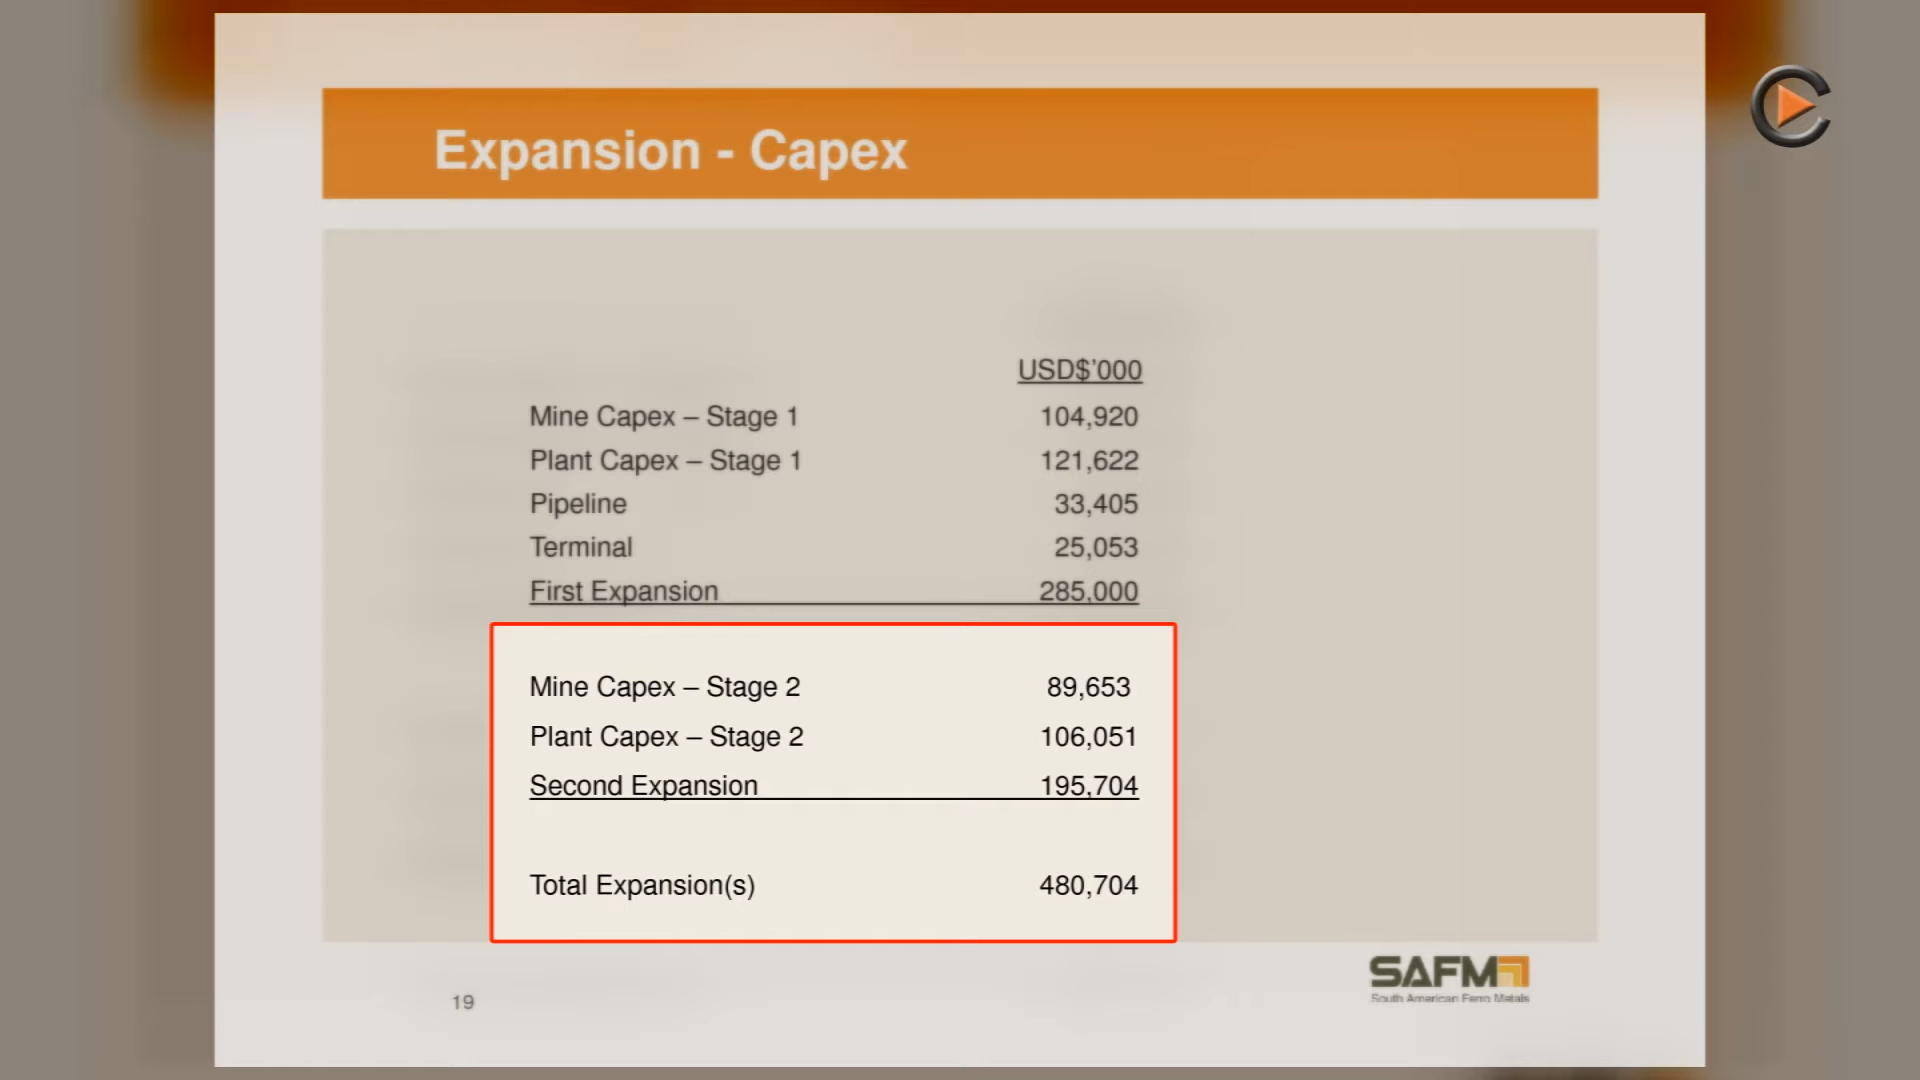 Expansion - Capex
USD$'000
Mine Capex – Stage 1 104,920
Plant Capex – Stage 1 121,622
Pipeline 33,405
Terminal 25,053
First Expansion 285,000
Mine Capex – Stage 2 89,653
Plant Capex – Stage 2 106,051
Second Expansion 195,704
Total Expansion(s) 480,704
SAFM
South American Ferro Metals
19